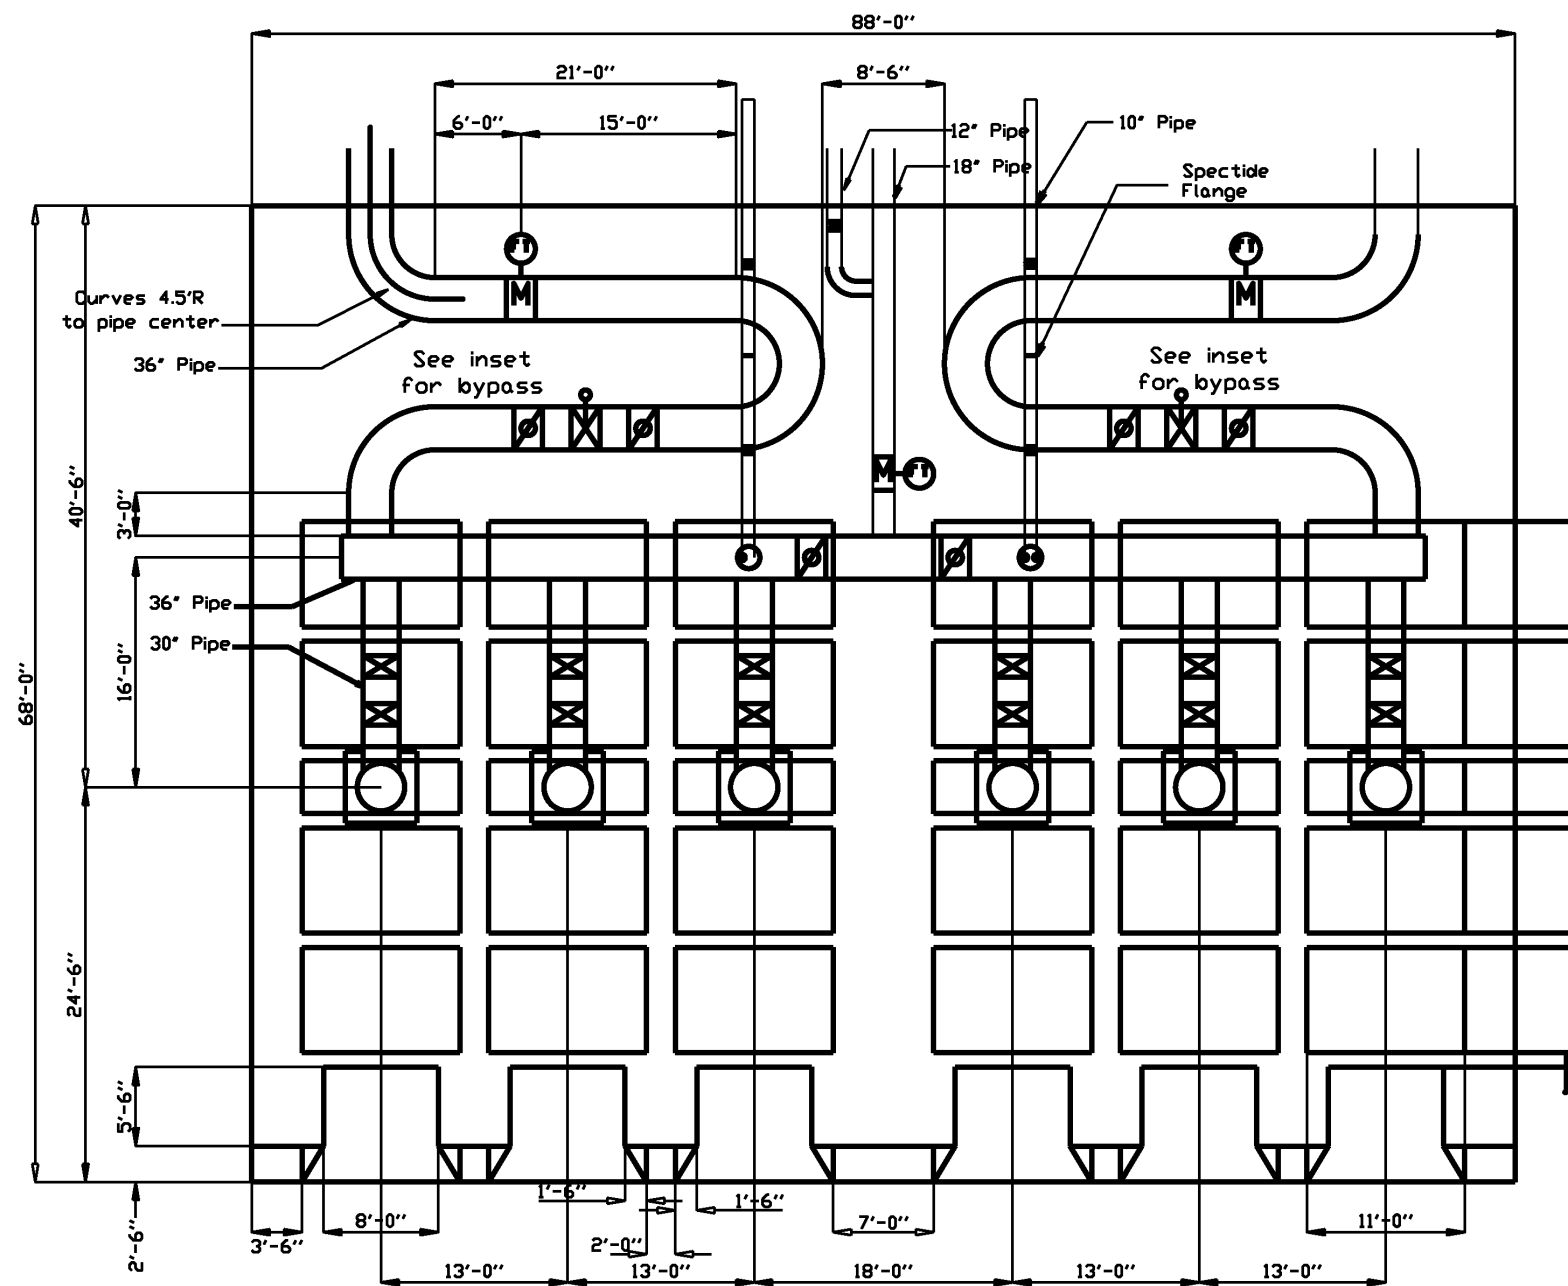 88'-0"
21'-0"
8'-6"
6'-0"
15'-0"
12" Pipe
10" Pipe
18" Pipe
Spectide
Flange
FT
FT
M
M
Curves 4.5'R
to pipe center
36" Pipe
See inset
for bypass
See inset
for bypass
M
FT
40'-6"
3'-0"
36" Pipe
30" Pipe
16'-0"
68'-0"
24'-6"
5'-6"
2'-6"
1'-6"
1'-6"
3'-6"
8'-0"
2'-0"
7'-0"
11'-0"
13'-0"
13'-0"
18'-0"
13'-0"
13'-0"